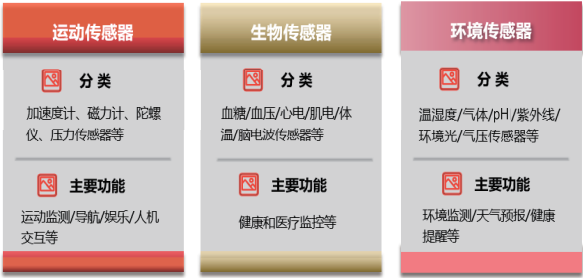 运动传感器
分 类
加速度计、磁力计、陀螺
仪、压力传感器等
主要功能
运动监测/导航/娱乐/人机
交互等
生物传感器
分 类
血糖/血压/心电/肌电/体
温/脑电波传感器等
主要功能
健康和医疗监控等
环境传感器
分 类
温湿度/气体/pH/紫外线/
环境光/气压传感器等
主要功能
环境监测/天气预报/健康
提醒等